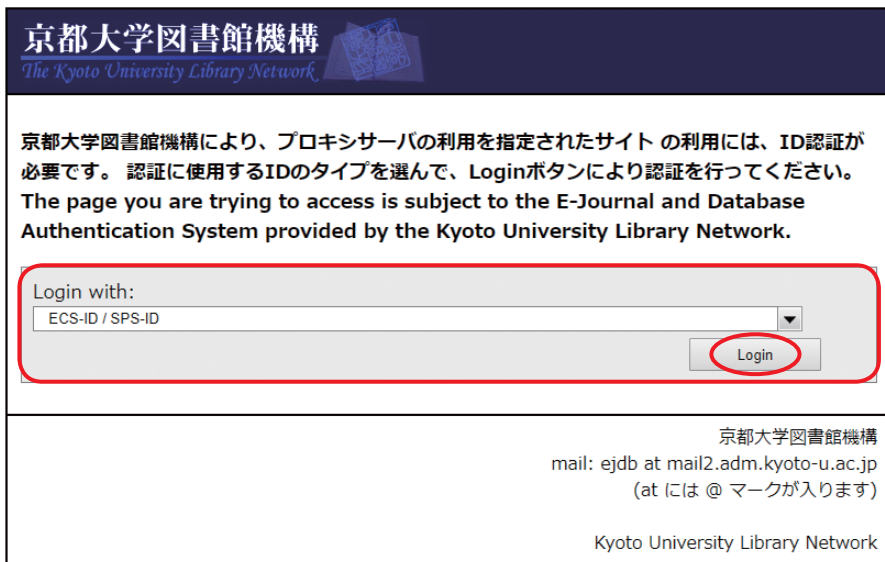 京都大学図書館機構
The Kyoto University Library Network
京都大学図書館機構により、プロキシサーバの利用を指定されたサイト の利用には、ID認証が
必要です。 認証に使用するIDのタイプを選んで、Loginボタンにより認証を行ってください。
The page you are trying to access is subject to the E-Journal and Database
Authentication System provided by the Kyoto University Library Network.
Login with:
ECS-ID / SPS-ID
Login
京都大学図書館機構
mail: ejdb at mail2.adm.kyoto-u.ac.jp
(at には @ マークが入ります)
Kyoto University Library Network